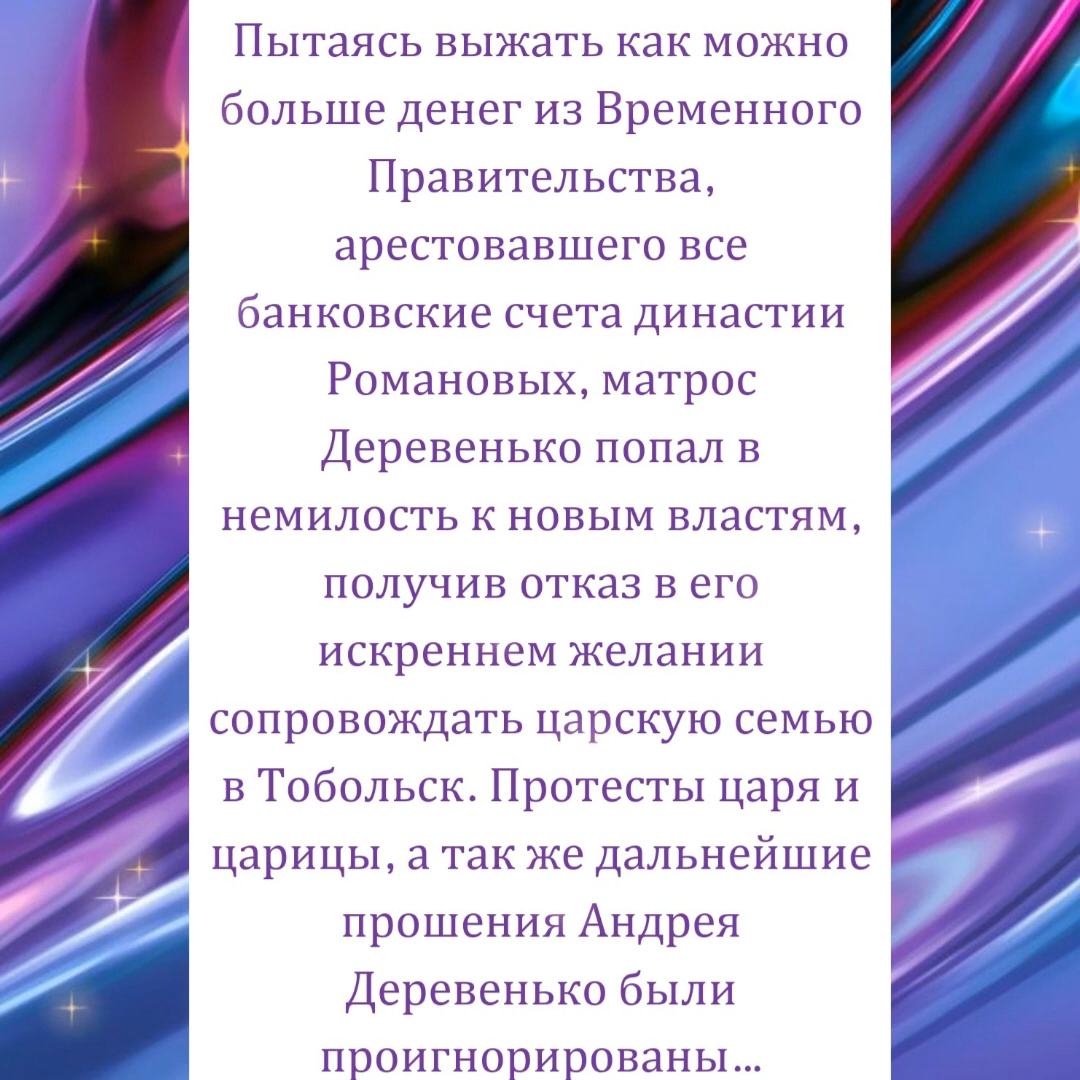 Пытаясь выжать как можно
больше денег из Временного
Правительства,
арестовавшего все
банковские счета династии
Романовых, матрос
Деревенько попал в
немилость к новым властям,
получив отказ в его
искреннем желании
сопровождать царскую семью
в Тобольск. Протесты царя и
царицы, а так же дальнейшие
прошения Андрея
Деревенько были
проигнорированы...